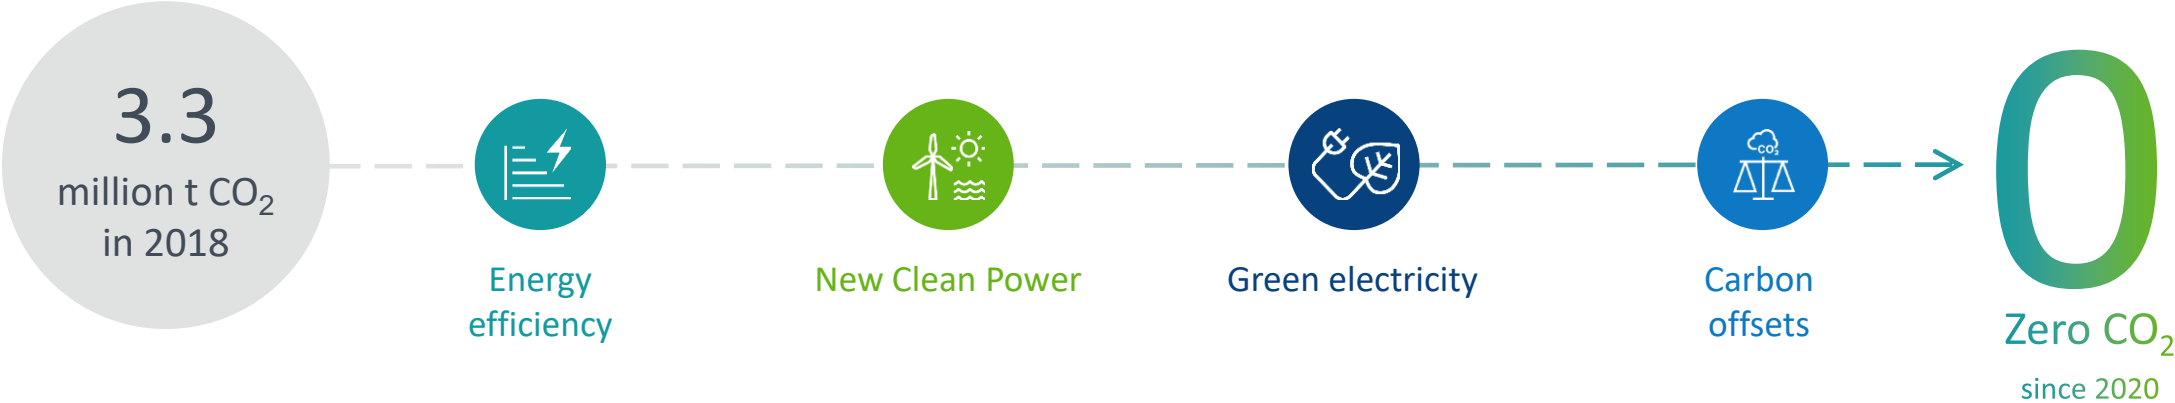 3.3
million t CO₂
in 2018
Energy
efficiency
New Clean Power
Green electricity
CO₂
Carbon
offsets
0
Zero CO₂
since 2020